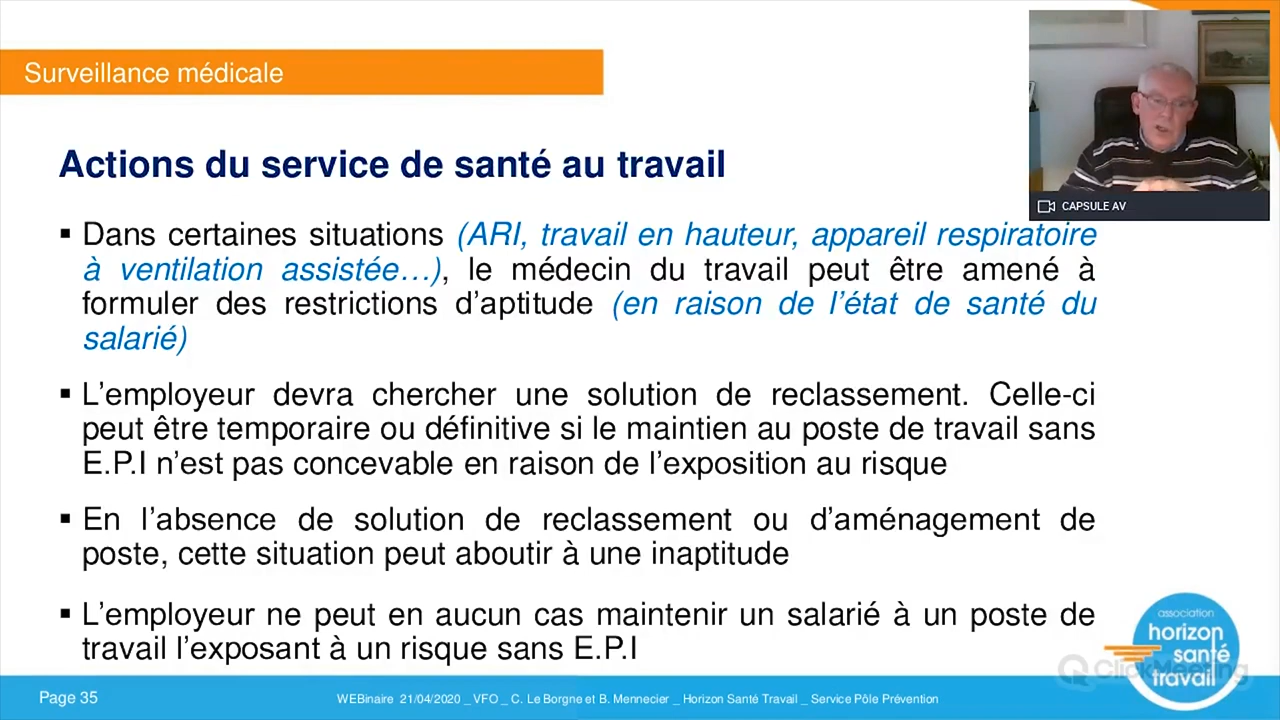 Surveillance médicale
CAPSULE AV
Actions du service de santé au travail
▪ Dans certaines situations (ARI, travail en hauteur, appareil respiratoire
à ventilation assistée…), le médecin du travail peut être amené à
formuler des restrictions d’aptitude (en raison de l’état de santé du
salarié)
▪ L’employeur devra chercher une solution de reclassement. Celle-ci
peut être temporaire ou définitive si le maintien au poste de travail sans
E.P.I n’est pas concevable en raison de l’exposition au risque
▪ En l’absence de solution de reclassement ou d’aménagement de
poste, cette situation peut aboutir à une inaptitude
▪ L’employeur ne peut en aucun cas maintenir un salarié à un poste de
travail l’exposant à un risque sans E.P.I
association
horizon
santé
travail
ClickMeeting
Page 35
WEBinaire 21/04/2020 _ VFO _ C. Le Borgne et B. Mennecier _ Horizon Santé Travail _ Service Pôle Prévention